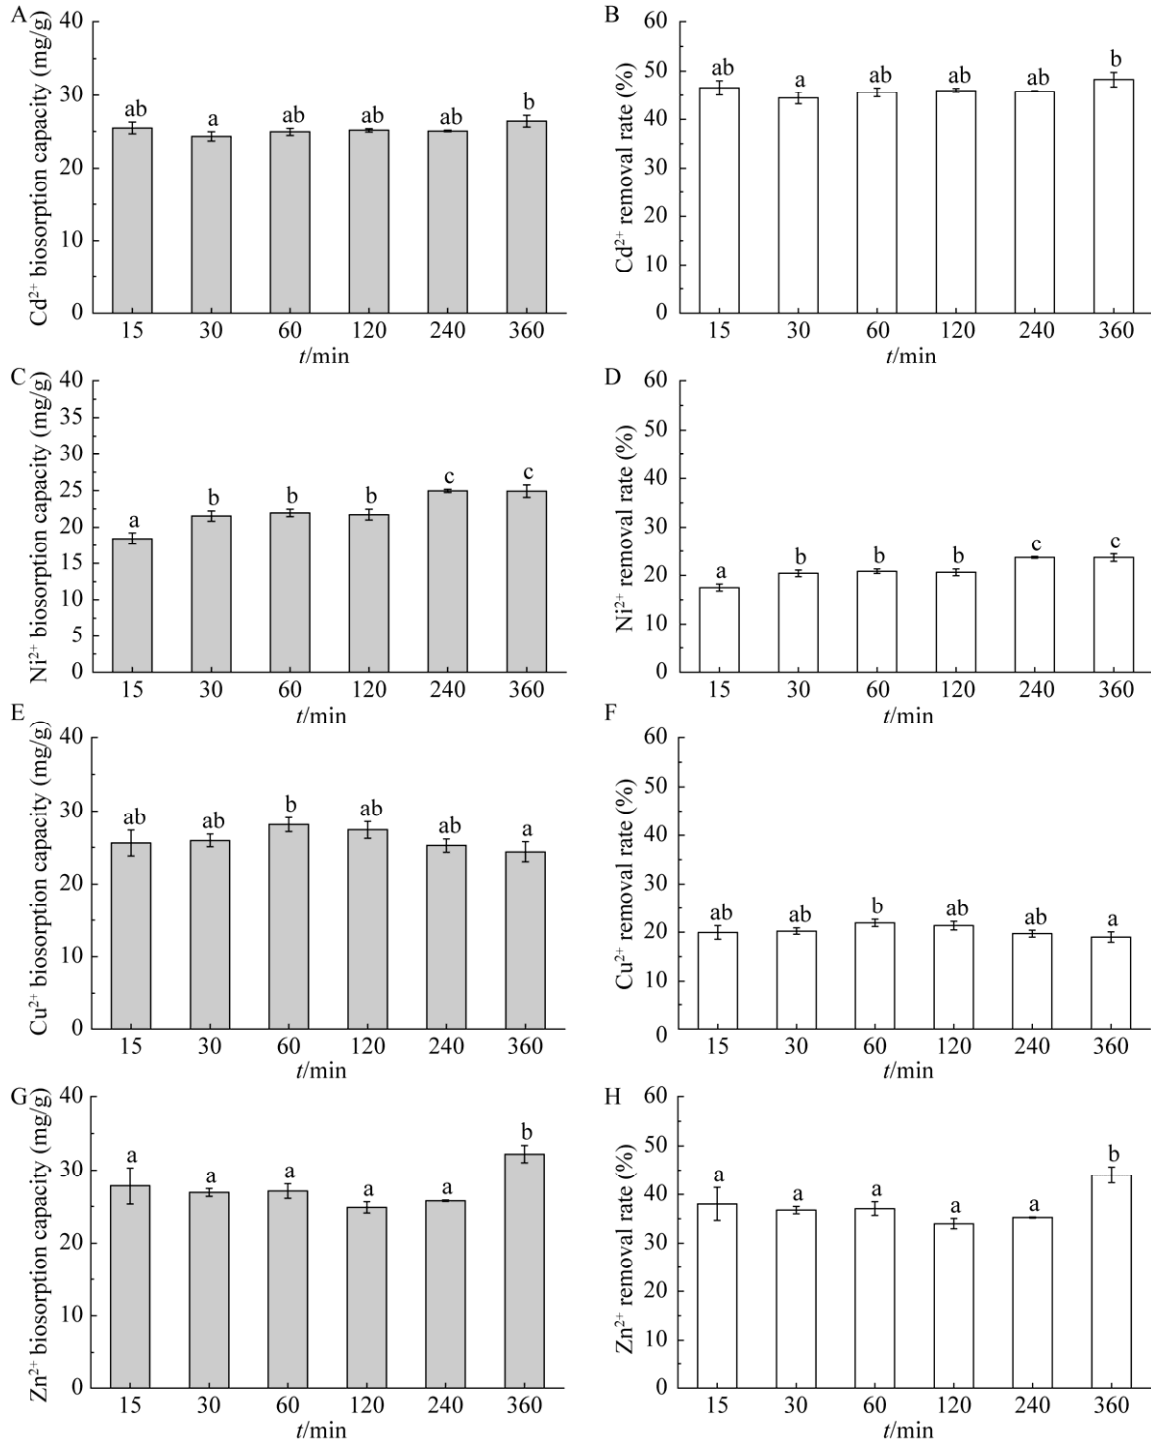 A
Cd²⁺ biosorption capacity (mg/g)
40
30
20
10
0
ab a ab ab ab b
15 30 60 120 240 360
t/min
B
Cd²⁺ removal rate (%)
60
50
40
30
20
10
0
ab a ab ab ab b
15 30 60 120 240 360
t/min
C
Ni²⁺ biosorption capacity (mg/g)
40
35
30
25
20
15
10
5
0
a b b b c c
15 30 60 120 240 360
t/min
D
Ni²⁺ removal rate (%)
60
50
40
30
20
10
0
a b b b c c
15 30 60 120 240 360
t/min
E
Cu²⁺ biosorption capacity (mg/g)
40
30
20
10
0
ab ab b ab ab a
15 30 60 120 240 360
t/min
F
Cu²⁺ removal rate (%)
60
50
40
30
20
10
0
ab ab b ab ab a
15 30 60 120 240 360
t/min
G
Zn²⁺ biosorption capacity (mg/g)
40
30
20
10
0
a a a a a b
15 30 60 120 240 360
t/min
H
Zn²⁺ removal rate (%)
60
50
40
30
20
10
0
a a a a a b
15 30 60 120 240 360
t/min